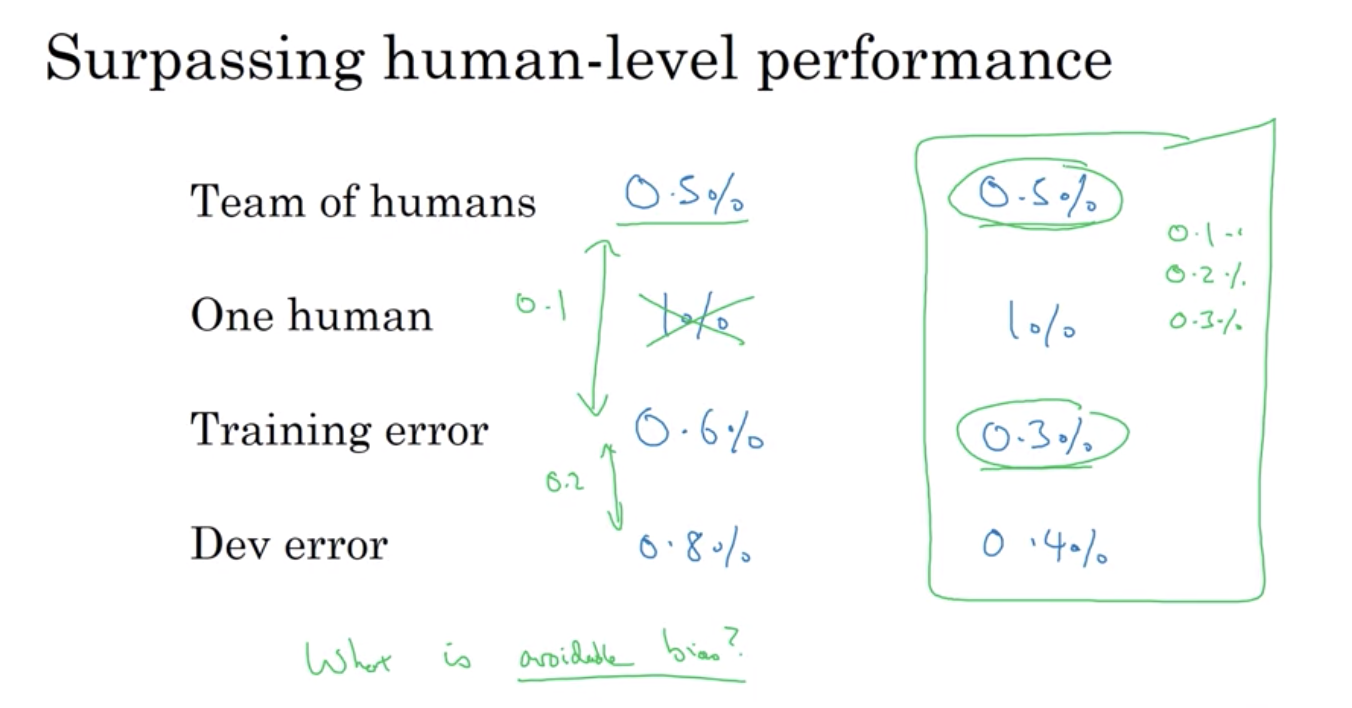 Surpassing human-level performance
Team of humans 0.5% 0.5%
0.1
0.2%
One human 0.1 1% 1% 0.3%
Training error 0.6% 0.3%
0.2
Dev error 0.8% 0.4%
What is avoidable bias?